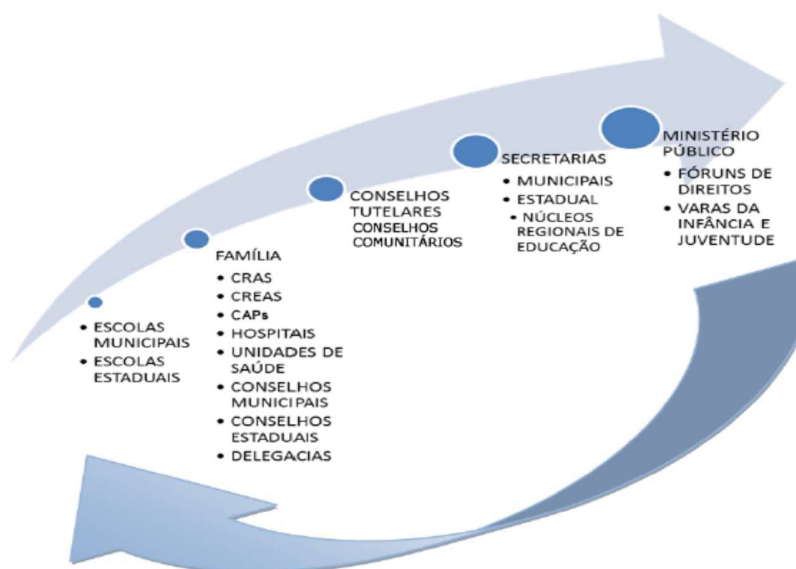 • ESCOLAS
MUNICIPAIS
• ESCOLAS
ESTADUAIS
FAMÍLIA
• CRAS
• CREAS
• CAPs
• HOSPITAIS
• UNIDADES DE
SAÚDE
• CONSELHOS
MUNICIPAIS
• CONSELHOS
ESTADUAIS
• DELEGACIAS
CONSELHOS
TUTELARES
CONSELHOS
COMUNITÁRIOS
SECRETARIAS
• MUNICIPAIS
• ESTADUAL
• NÚCLEOS
REGIONAIS DE
EDUCAÇÃO
MINISTÉRIO
PÚBLICO
• FÓRUNS DE
DIREITOS
• VARAS DA
INFÂNCIA E
JUVENTUDE